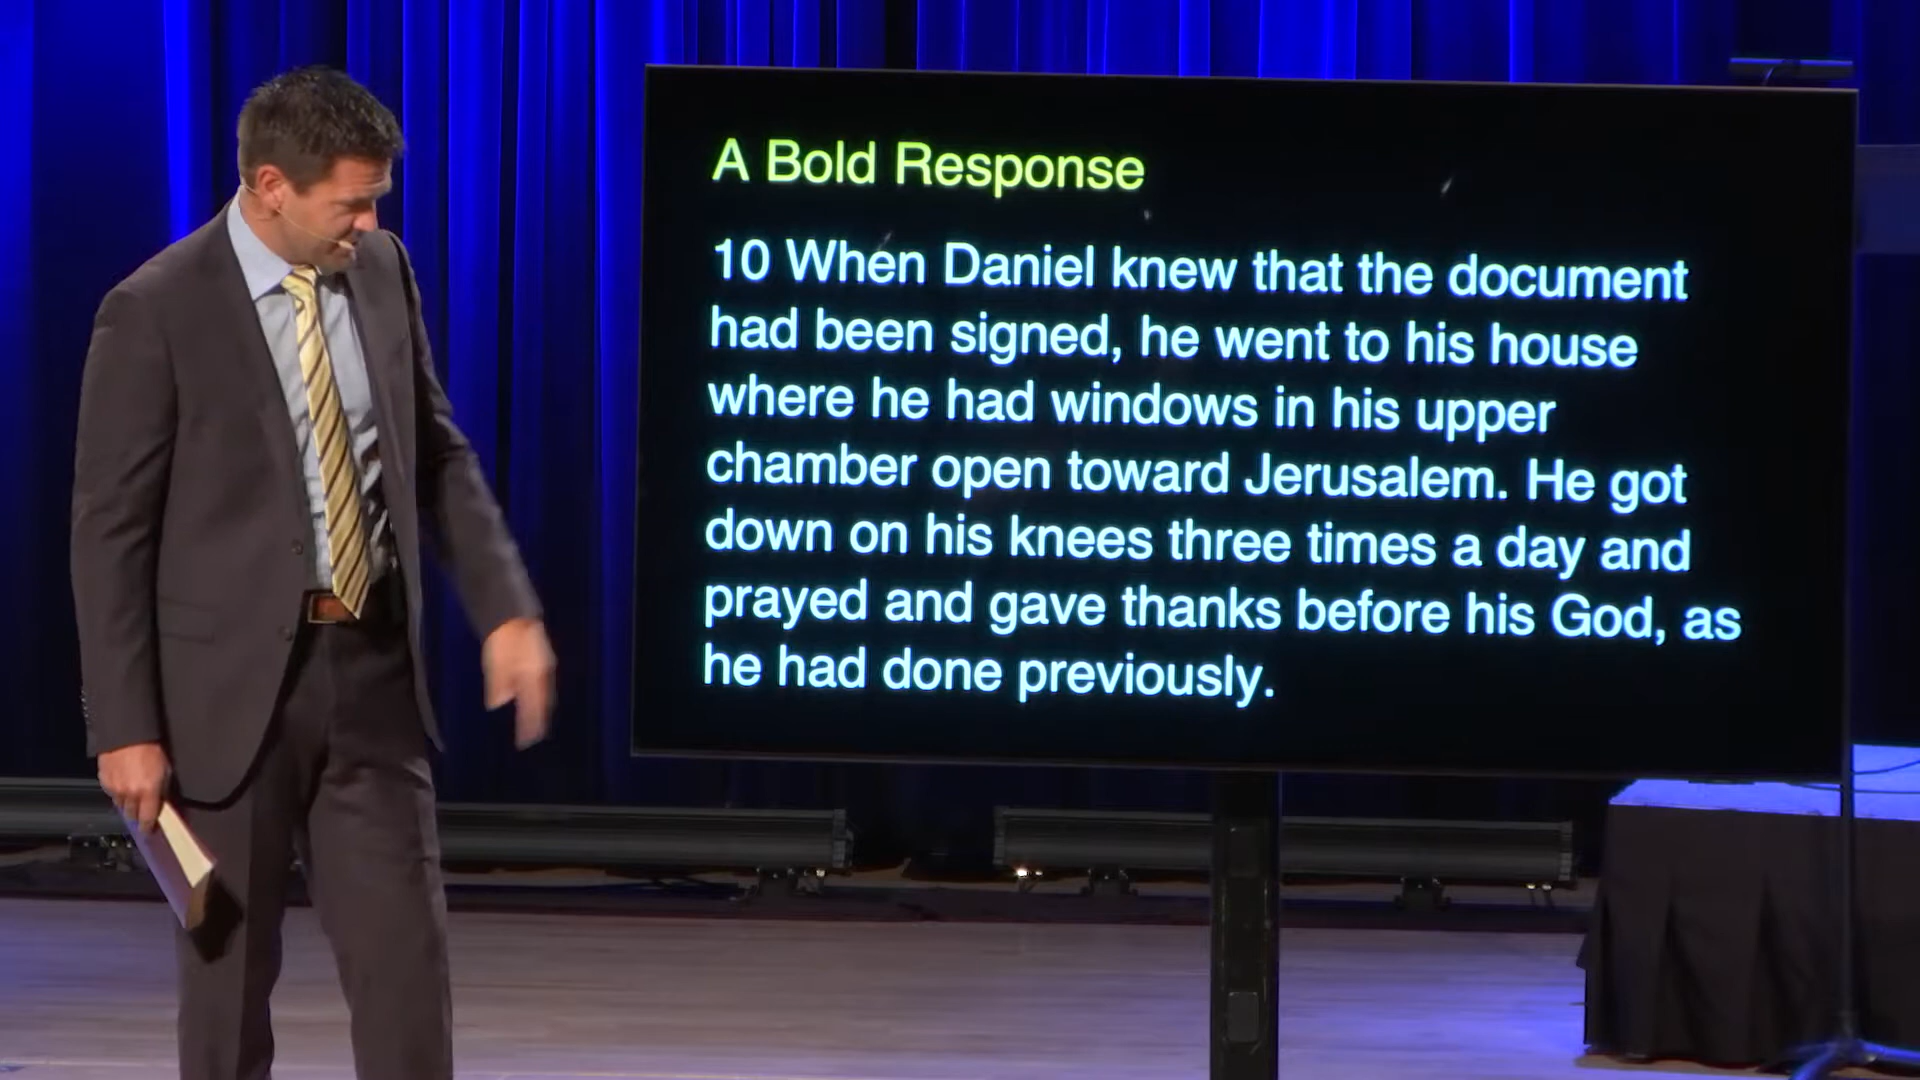 A Bold Response
10 When Daniel knew that the document
had been signed, he went to his house
where he had windows in his upper
chamber open toward Jerusalem. He got
down on his knees three times a day and
prayed and gave thanks before his God, as
he had done previously.